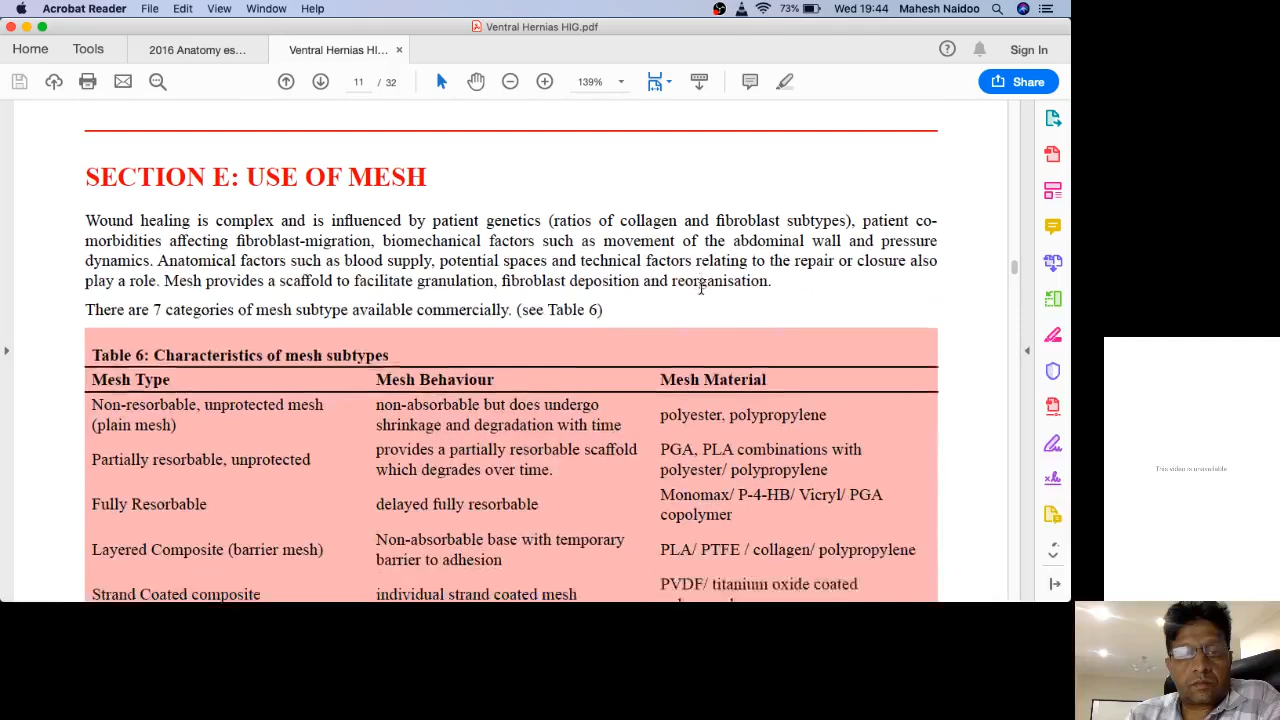 Acrobat Reader File Edit View Window Help 73% Wed 19:44 Mahesh Naidoo
Ventral Hernias HIG.pdf
Home Tools 2016 Anatomy es... Ventral Hernias HI... × Sign In
11 / 32 139% Share
SECTION E: USE OF MESH
Wound healing is complex and is influenced by patient genetics (ratios of collagen and fibroblast subtypes), patient co-
morbidities affecting fibroblast-migration, biomechanical factors such as movement of the abdominal wall and pressure
dynamics. Anatomical factors such as blood supply, potential spaces and technical factors relating to the repair or closure also
play a role. Mesh provides a scaffold to facilitate granulation, fibroblast deposition and reorganisation.
There are 7 categories of mesh subtype available commercially. (see Table 6)
Table 6: Characteristics of mesh subtypes
Mesh Type Mesh Behaviour Mesh Material
Non-resorbable, unprotected mesh
(plain mesh)
non-absorbable but does undergo
shrinkage and degradation with time
polyester, polypropylene
Partially resorbable, unprotected
provides a partially resorbable scaffold
which degrades over time.
PGA, PLA combinations with
polyester/ polypropylene
Fully Resorbable
delayed fully resorbable
Monomax/ P-4-HB/ Vicryl/ PGA
copolymer
Layered Composite (barrier mesh)
Non-absorbable base with temporary
barrier to adhesion
PLA/ PTFE / collagen/ polypropylene
Strand Coated composite
individual strand coated mesh
PVDF/ titanium oxide coated
This video is unavailable